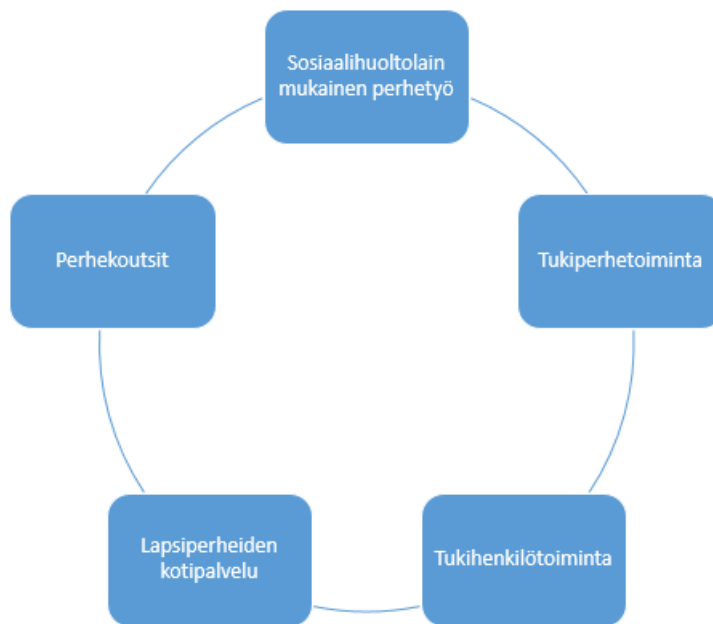 Sosiaalihuoltolain
mukainen perhetyö
Tukiperhetoiminta
Tukihenkilötoiminta
Lapsiperheiden
kotipalvelu
Perhekoutsit